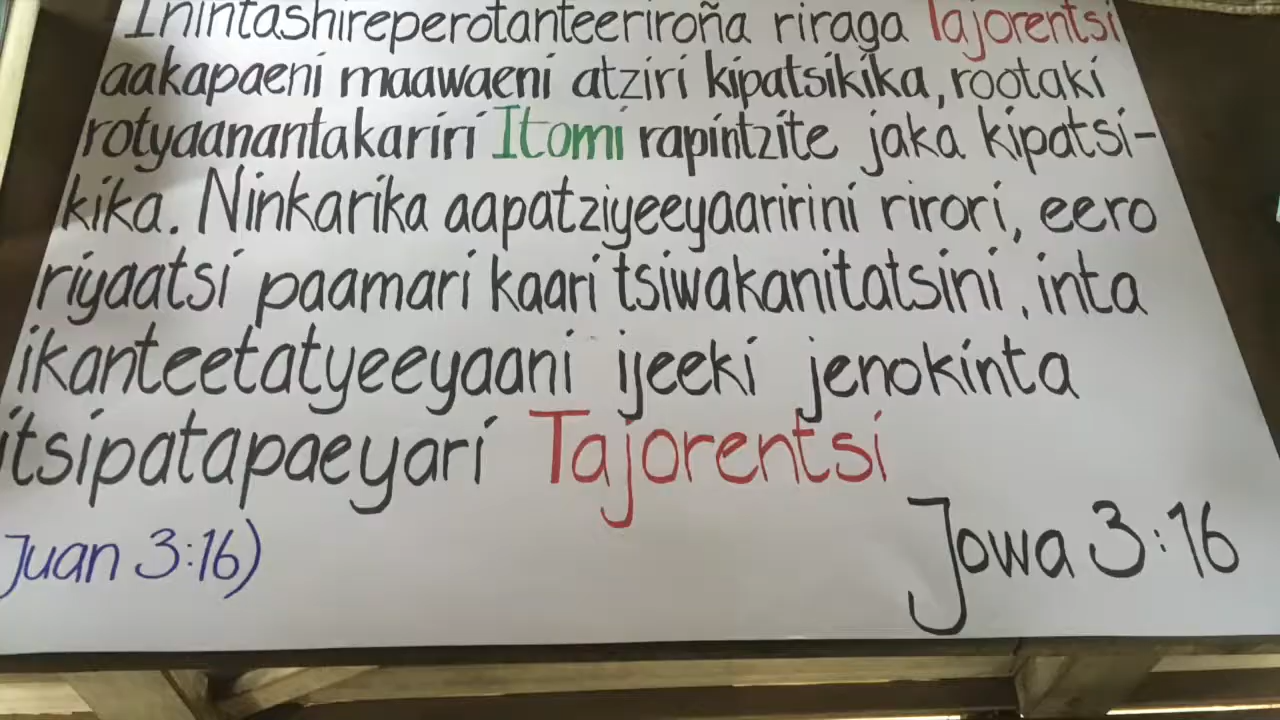 Inintashireperotanteeriroña riraga Tajorentsi
aakapaeni maawaeni atziri kipatsikika, rootaki
rotyaanantakariri Itomi rapintzite jaka kipatsi-
kika. Ninkarika aapatziyeeyaaririni rirori, eero
riyaatsi paamari kaari tsiwakanitatsini, inta
ikanteetatyeeyaani ijeeki jenokinta
itsipatapaeyari Tajorentsi
Juan 3:16)
Jowa 3:16